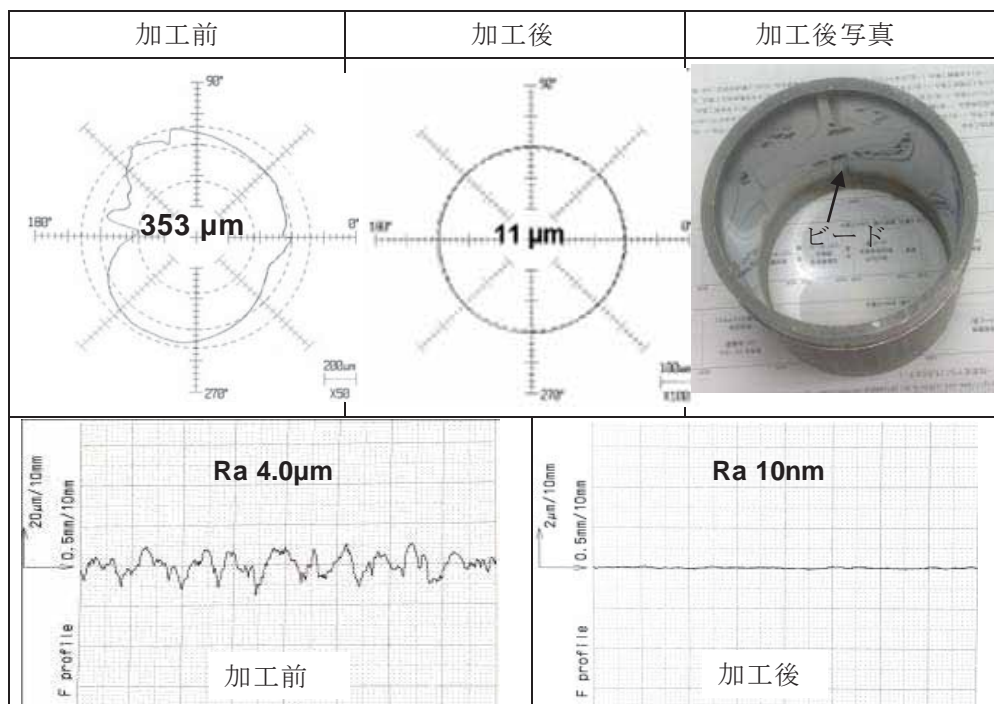 加工前
加工後
加工後写真
90°
180°
353 µm
0°
270°
200µm
X50
90°
180°
11 µm
0°
270°
100µm
X100
ビード
20µm/10mm
0.5mm/10mm
F profile
Ra 4.0µm
加工前
2µm/10mm
0.5mm/10mm
F profile
Ra 10nm
加工後